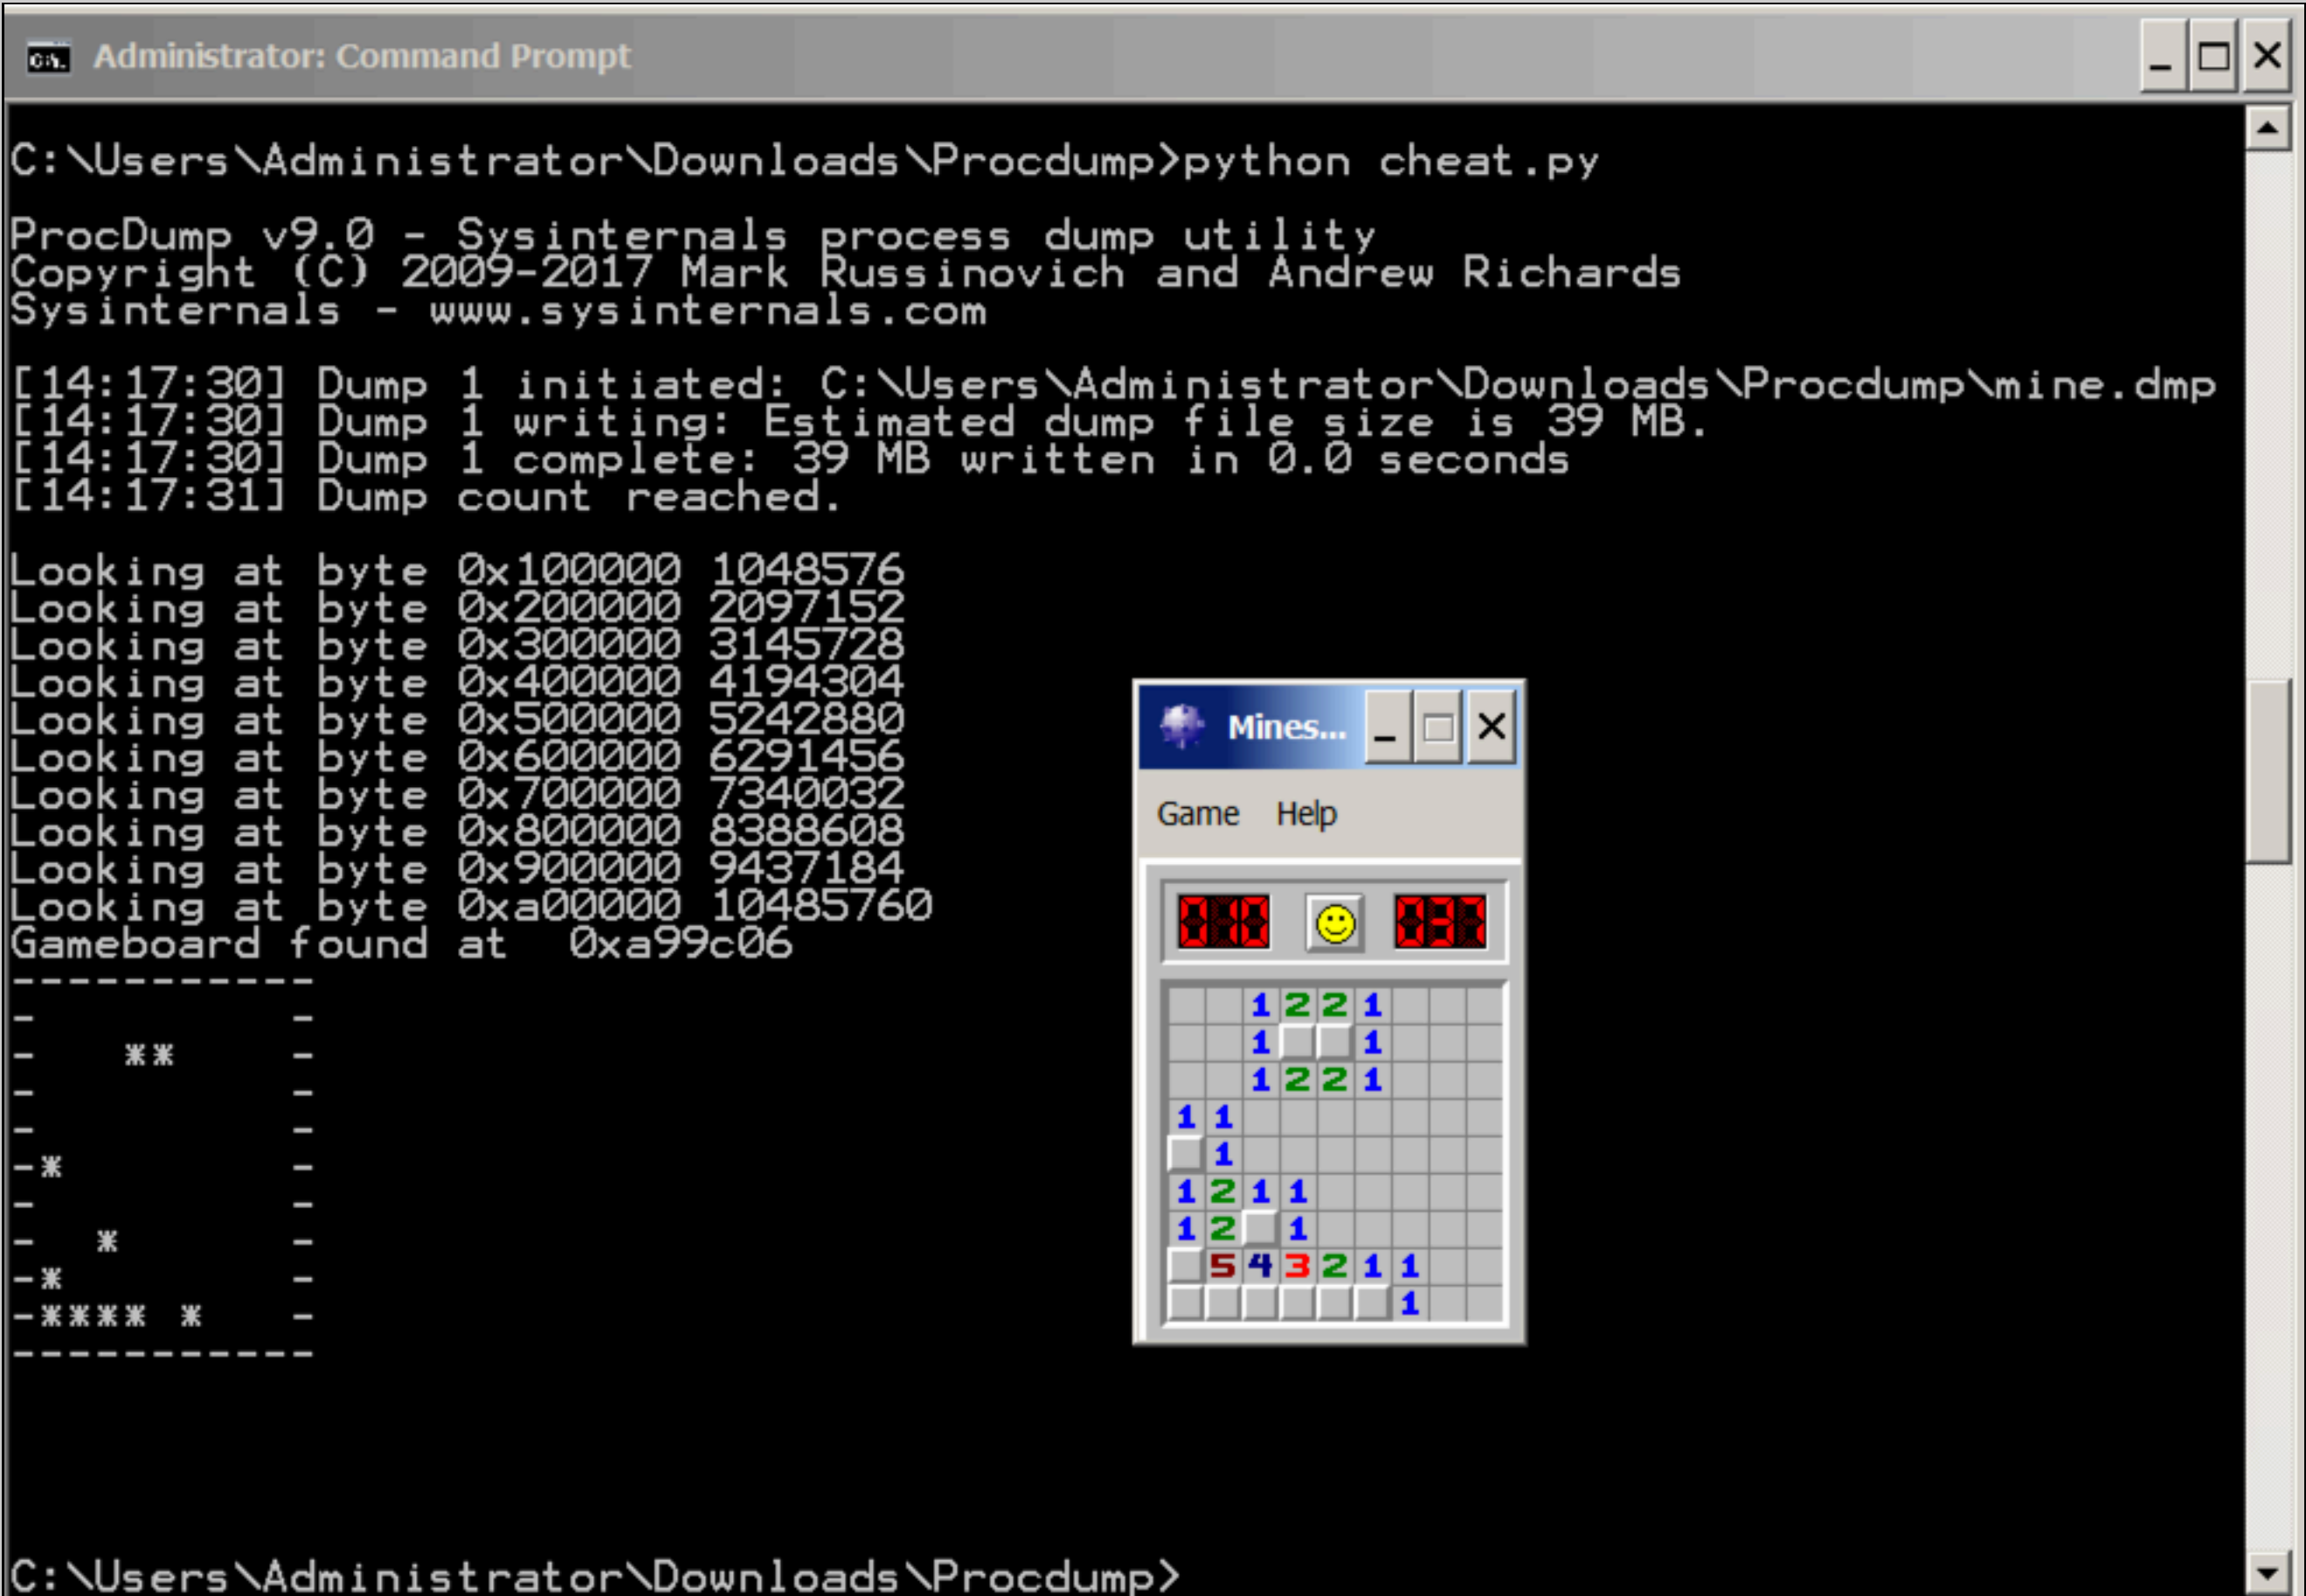 Administrator: Command Prompt
C:\Users\Administrator\Downloads\Procdump>python cheat.py
ProcDump v9.0 - Sysinternals process dump utility
Copyright (C) 2009-2017 Mark Russinovich and Andrew Richards
Sysinternals - www.sysinternals.com
[14:17:30] Dump 1 initiated: C:\Users\Administrator\Downloads\Procdump\mine.dmp
[14:17:30] Dump 1 writing: Estimated dump file size is 39 MB.
[14:17:30] Dump 1 complete: 39 MB written in 0.0 seconds
[14:17:31] Dump count reached.
Looking at byte 0x100000 1048576
Looking at byte 0x200000 2097152
Looking at byte 0x300000 3145728
Looking at byte 0x400000 4194304
Looking at byte 0x500000 5242880
Looking at byte 0x600000 6291456
Looking at byte 0x700000 7340032
Looking at byte 0x800000 8388608
Looking at byte 0x900000 9437184
Looking at byte 0xa00000 10485760
Gameboard found at  0xa99c06
-----------
-         -
-   **    -
-         -
-         -
-*        -
-         -
-  *      -
-*        -
-**** *   -
-----------
C:\Users\Administrator\Downloads\Procdump>
Mines...
Game Help
1 2 2 1
1 1
1 2 2 1
1 1
1
1 2 1 1
1 2 1
5 4 3 2 1 1
1